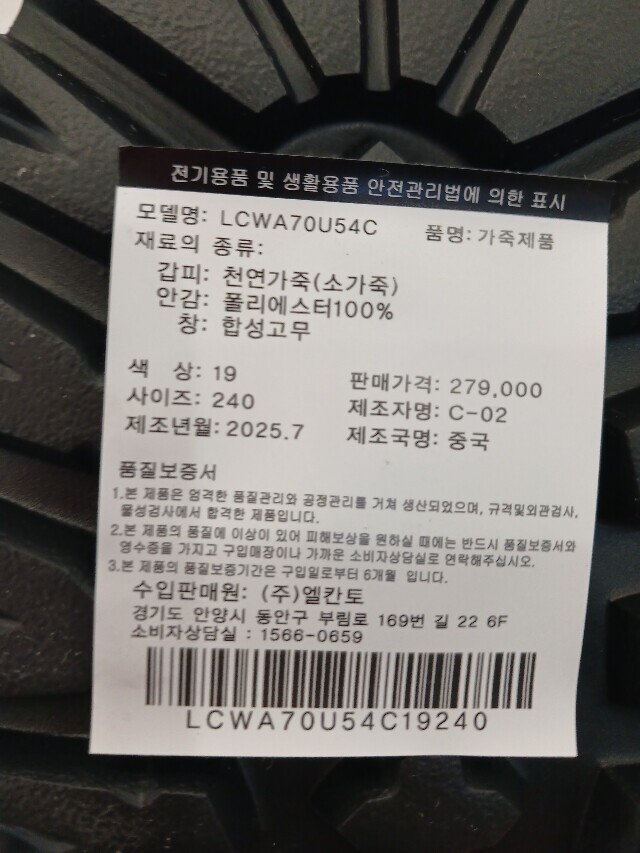 전기용품 및 생활용품 안전관리법에 의한 표시
모델명: LCWA70U54C 품명: 가죽제품
재료의 종류:
갑피: 천연가죽(소가죽)
안감: 폴리에스터100%
창: 합성고무
색 상: 19 판매가격: 279,000
사이즈: 240 제조자명: C-02
제조년월: 2025.7 제조국명: 중국
품질보증서
1.본 제품은 엄격한 품질관리와 공정관리를 거쳐 생산되었으며, 규격및외관검사,
물성검사에서 합격한 제품입니다.
2.본 제품의 품질에 이상이 있어 피해보상을 원하실 때에는 반드시 품질보증서와
영수증을 가지고 구입매장이나 가까운 소비자상담실로 연락해주십시오.
3.본 제품의 품질보증기간은 구입일로부터 6개월 입니다.
수입판매원: (주)엘칸토
경기도 안양시 동안구 부림로 169번 길 22 6F
소비자상담실 : 1566-0659
LCWA70U54C19240